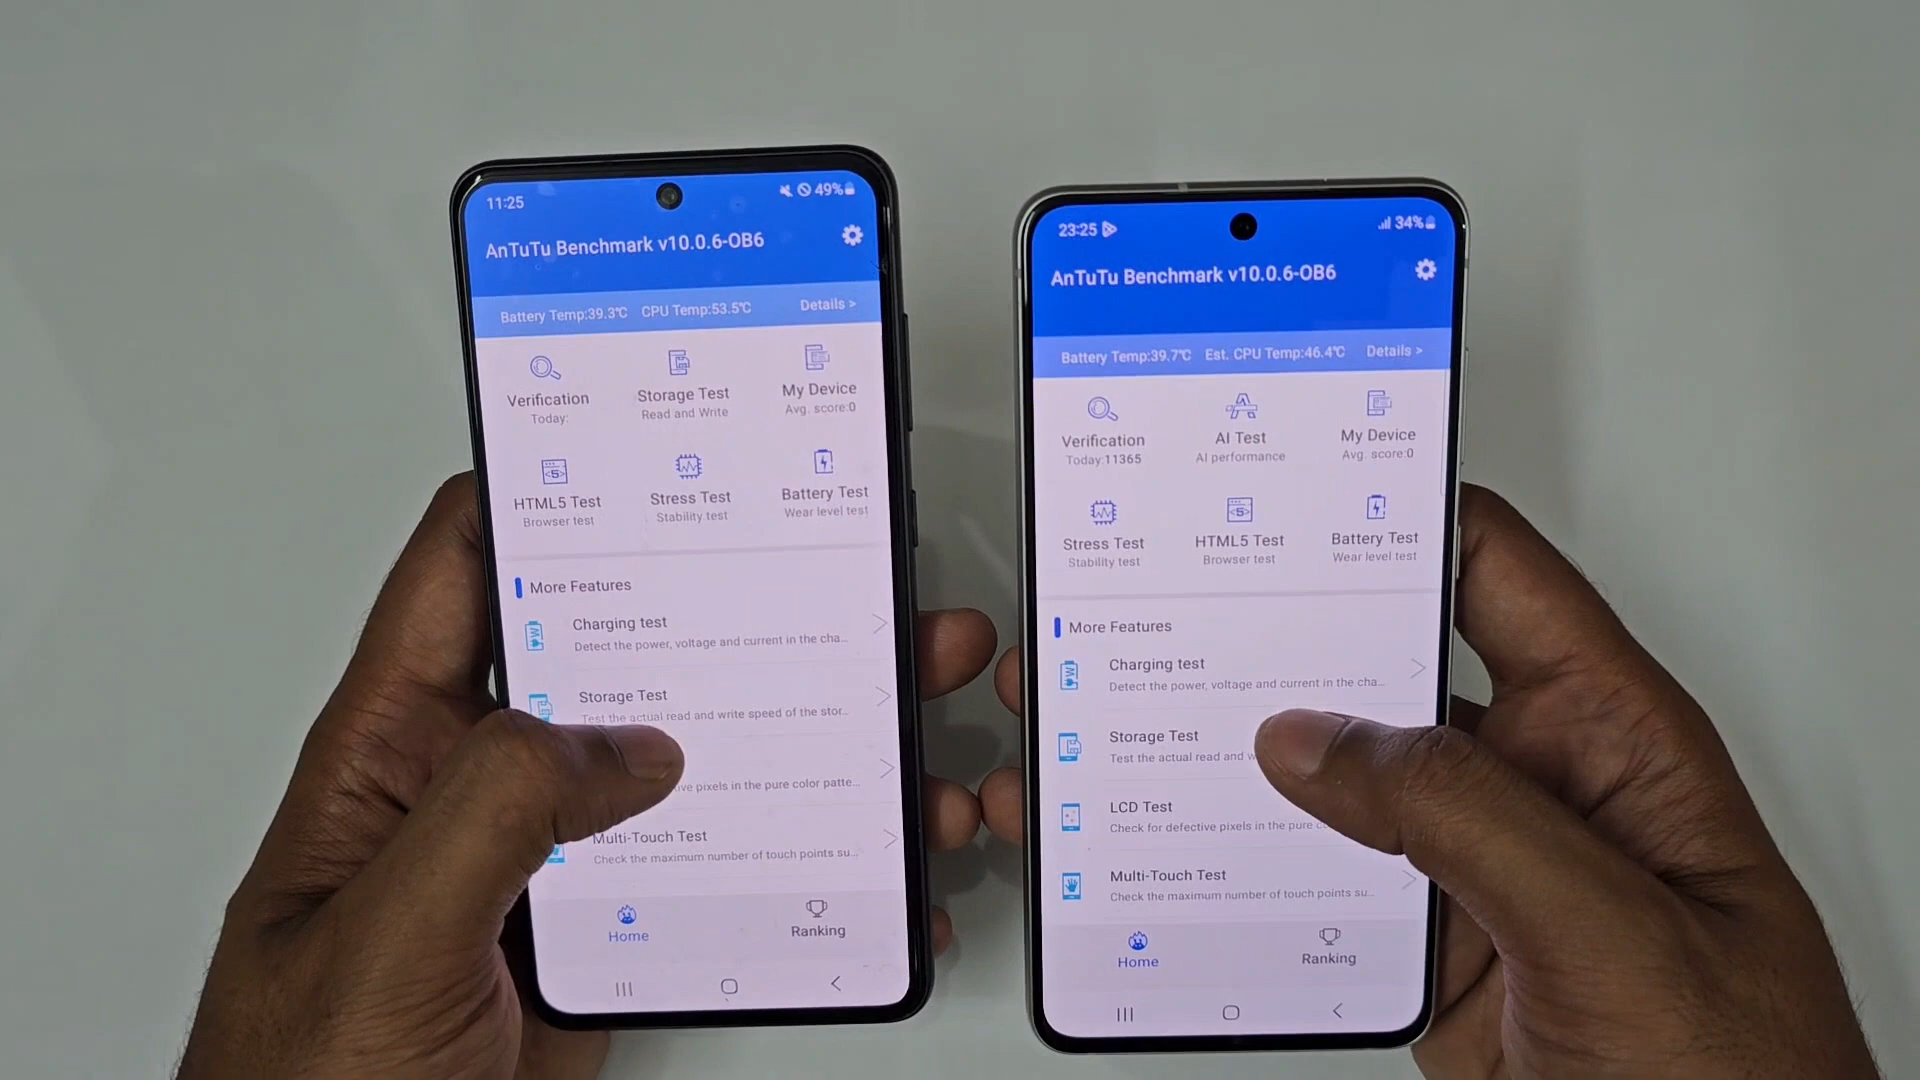 11:25
49%
AnTuTu Benchmark v10.0.6-OB6
Battery Temp:39.3℃ CPU Temp:53.5℃ Details >
Verification
Today:
Storage Test
Read and Write
My Device
Avg. score:0
HTML5 Test
Browser test
Stress Test
Stability test
Battery Test
Wear level test
More Features
Charging test
Detect the power, voltage and current in the cha...
Storage Test
Test the actual read and write speed of the stor...
pixels in the pure color patte...
Multi-Touch Test
Check the maximum number of touch points su...
Home
Ranking
23:25
34%
AnTuTu Benchmark v10.0.6-OB6
Battery Temp:39.7℃ Est. CPU Temp:46.4℃ Details >
Verification
Today:11365
AI Test
AI performance
My Device
Avg. score:0
Stress Test
Stability test
HTML5 Test
Browser test
Battery Test
Wear level test
More Features
Charging test
Detect the power, voltage and current in the cha...
Storage Test
Test the actual read and
LCD Test
Check for defective pixels in the pure
Multi-Touch Test
Check the maximum number of touch points su...
Home
Ranking